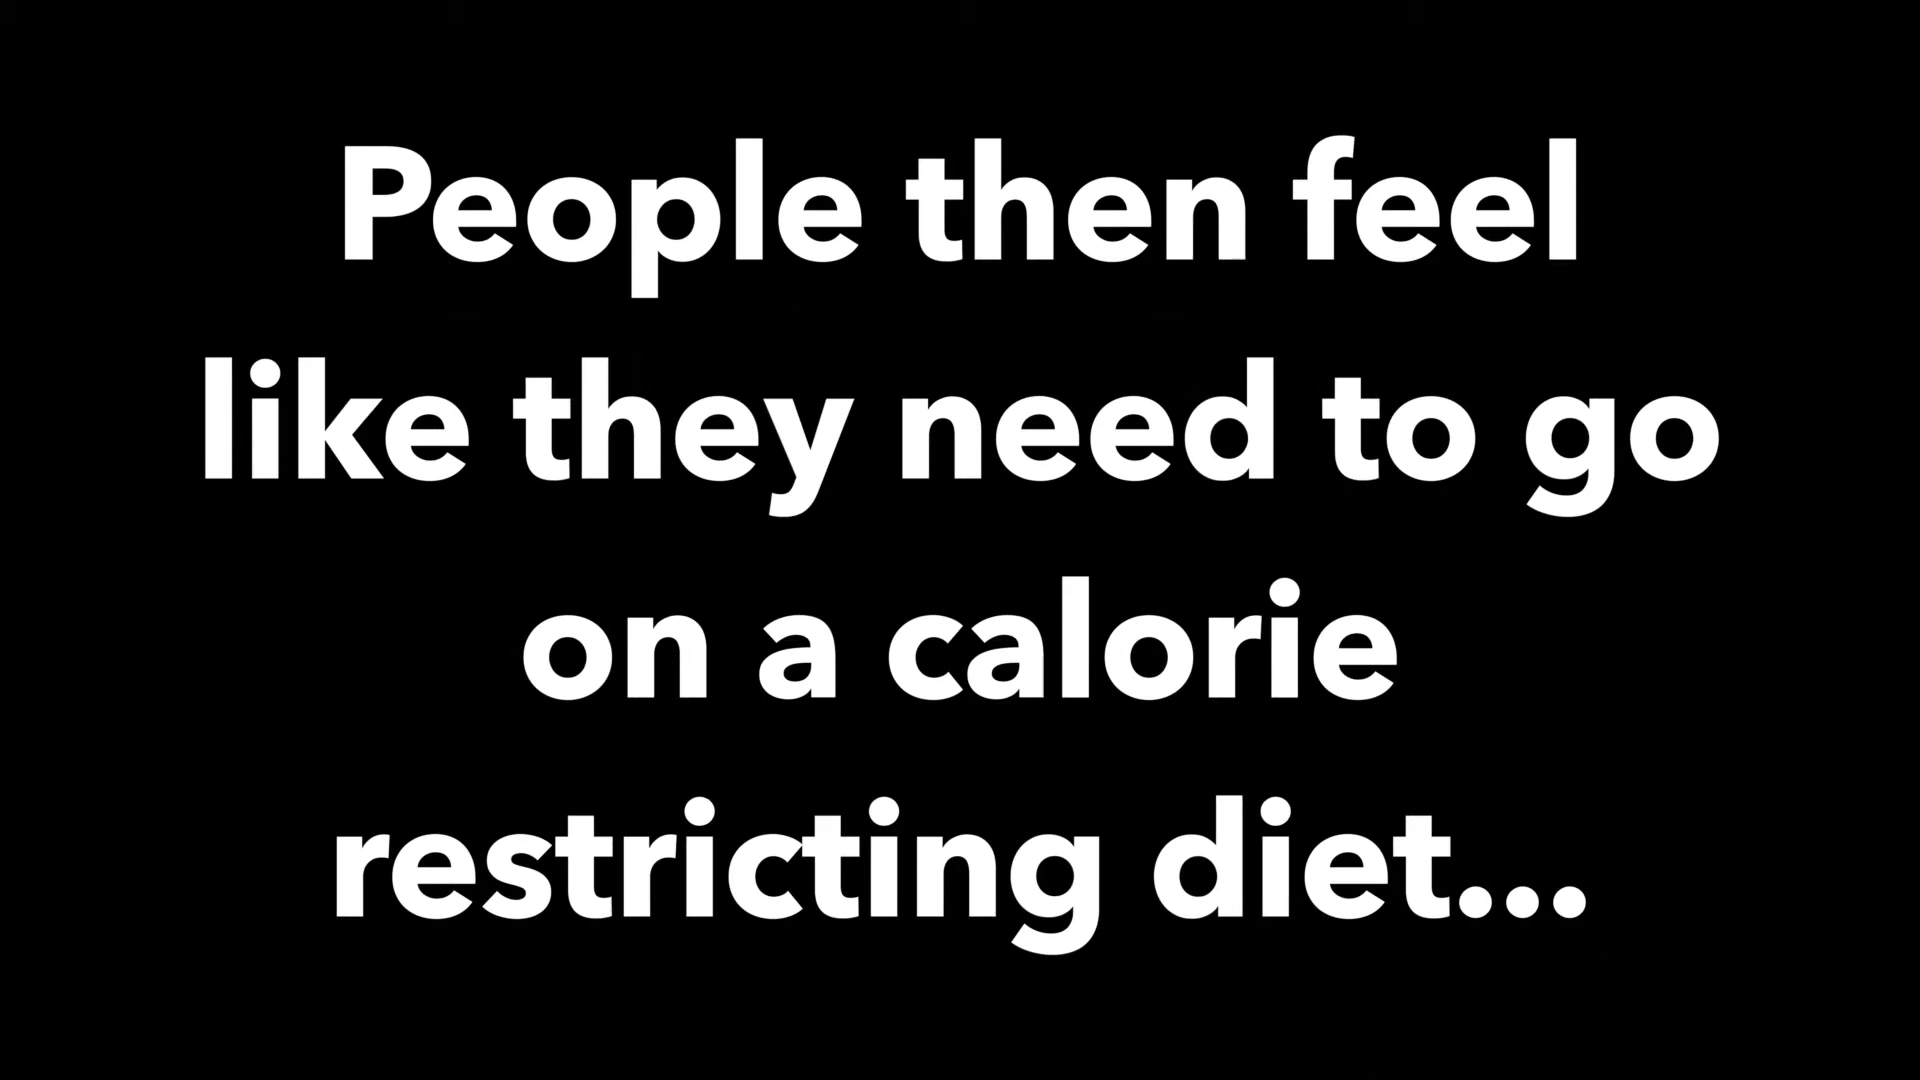 People then feel
like they need to go
on a calorie
restricting diet...